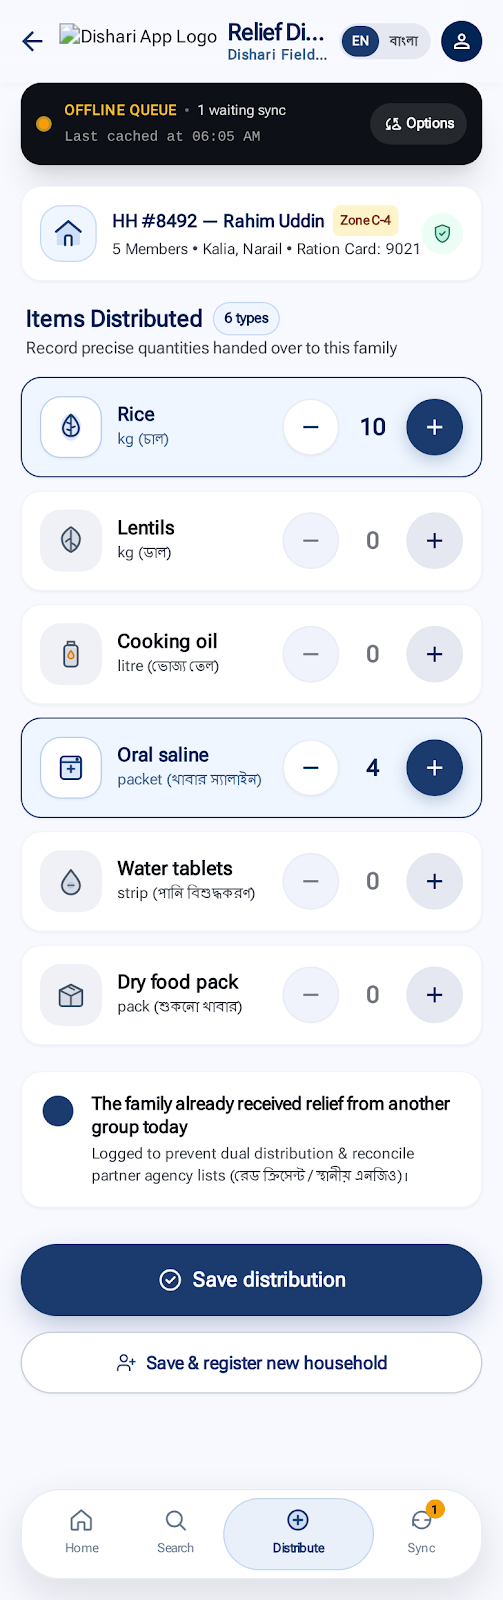 Dishari App Logo
Relief Di...
Dishari Field...
EN
বাংলা
OFFLINE QUEUE • 1 waiting sync
Last cached at 06:05 AM
Options
HH #8492 — Rahim Uddin
Zone C-4
5 Members • Kalia, Narail • Ration Card: 9021
Items Distributed
6 types
Record precise quantities handed over to this family
Rice
kg (চাল)
10
Lentils
kg (ডাল)
0
Cooking oil
litre (ভোজ্য তেল)
0
Oral saline
packet (খাবার স্যালাইন)
4
Water tablets
strip (পানি বিশুদ্ধকরণ)
0
Dry food pack
pack (শুকনো খাবার)
0
The family already received relief from another
group today
Logged to prevent dual distribution & reconcile
partner agency lists (রেড ক্রিসেন্ট / স্থানীয় এনজিও)।
Save distribution
Save & register new household
1
Home
Search
Distribute
Sync